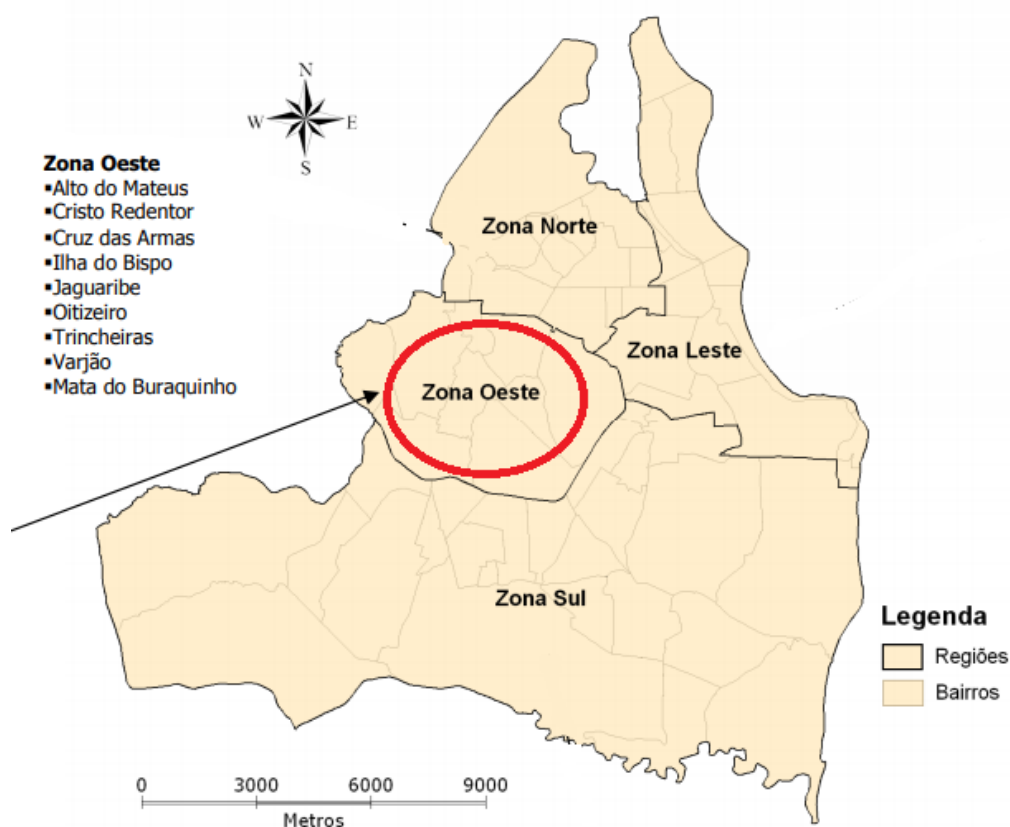 N
W E
S
Zona Oeste
▪Alto do Mateus
▪Cristo Redentor
▪Cruz das Armas
▪Ilha do Bispo
▪Jaguaribe
▪Oitizeiro
▪Trincheiras
▪Varjão
▪Mata do Buraquinho
Zona Norte
Zona Leste
Zona Oeste
Zona Sul
Legenda
Regiões
Bairros
0 3000 6000 9000
Metros